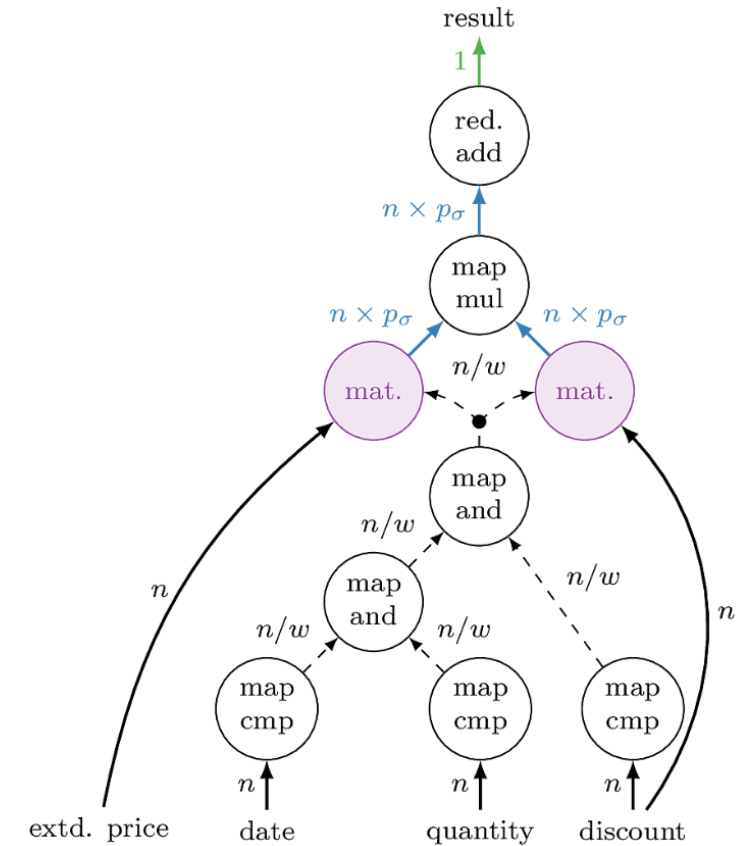 result
1
red.
add
n × pσ
map
mul
n × pσ
n × pσ
n/w
mat.
mat.
map
and
n/w
map
and
n/w
n
n/w
n/w
n
map
cmp
map
cmp
map
cmp
n
n
n
extd. price
date
quantity
discount